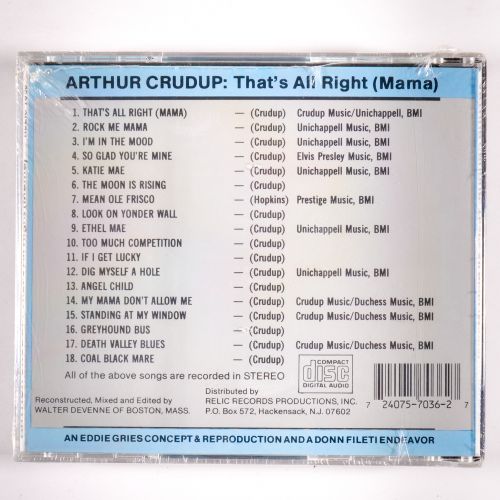 ARTHUR CRUDUP: That's All Right (Mama)
1. THAT'S ALL RIGHT (MAMA) — (Crudup) Crudup Music/Unichappell, BMI
2. ROCK ME MAMA — (Crudup) Unichappell Music, BMI
3. I'M IN THE MOOD — (Crudup) Unichappell Music, BMI
4. SO GLAD YOU'RE MINE — (Crudup) Elvis Presley Music, BMI
5. KATIE MAE — (Crudup) Unichappell Music, BMI
6. THE MOON IS RISING — (Crudup)
7. MEAN OLE FRISCO — (Hopkins) Prestige Music, BMI
8. LOOK ON YONDER WALL — (Crudup)
9. ETHEL MAE — (Crudup) Unichappell Music, BMI
10. TOO MUCH COMPETITION — (Crudup)
11. IF I GET LUCKY — (Crudup)
12. DIG MYSELF A HOLE — (Crudup) Unichappell Music, BMI
13. ANGEL CHILD — (Crudup)
14. MY MAMA DON'T ALLOW ME — (Crudup) Crudup Music/Duchess Music, BMI
15. STANDING AT MY WINDOW — (Crudup) Crudup Music/Duchess Music, BMI
16. GREYHOUND BUS — (Crudup)
17. DEATH VALLEY BLUES — (Crudup) Crudup Music/Duchess Music, BMI
18. COAL BLACK MARE — (Crudup)
All of the above songs are recorded in STEREO
COMPACT
disc
DIGITAL AUDIO
Reconstructed, Mixed and Edited by
WALTER DEVENNE OF BOSTON, MASS.
Distributed by
RELIC RECORDS PRODUCTIONS, INC.
P.O. Box 572, Hackensack, N.J. 07602
7 24075-7036-2 7
AN EDDIE GRIES CONCEPT & REPRODUCTION AND A DONN FILETI ENDEAVOR